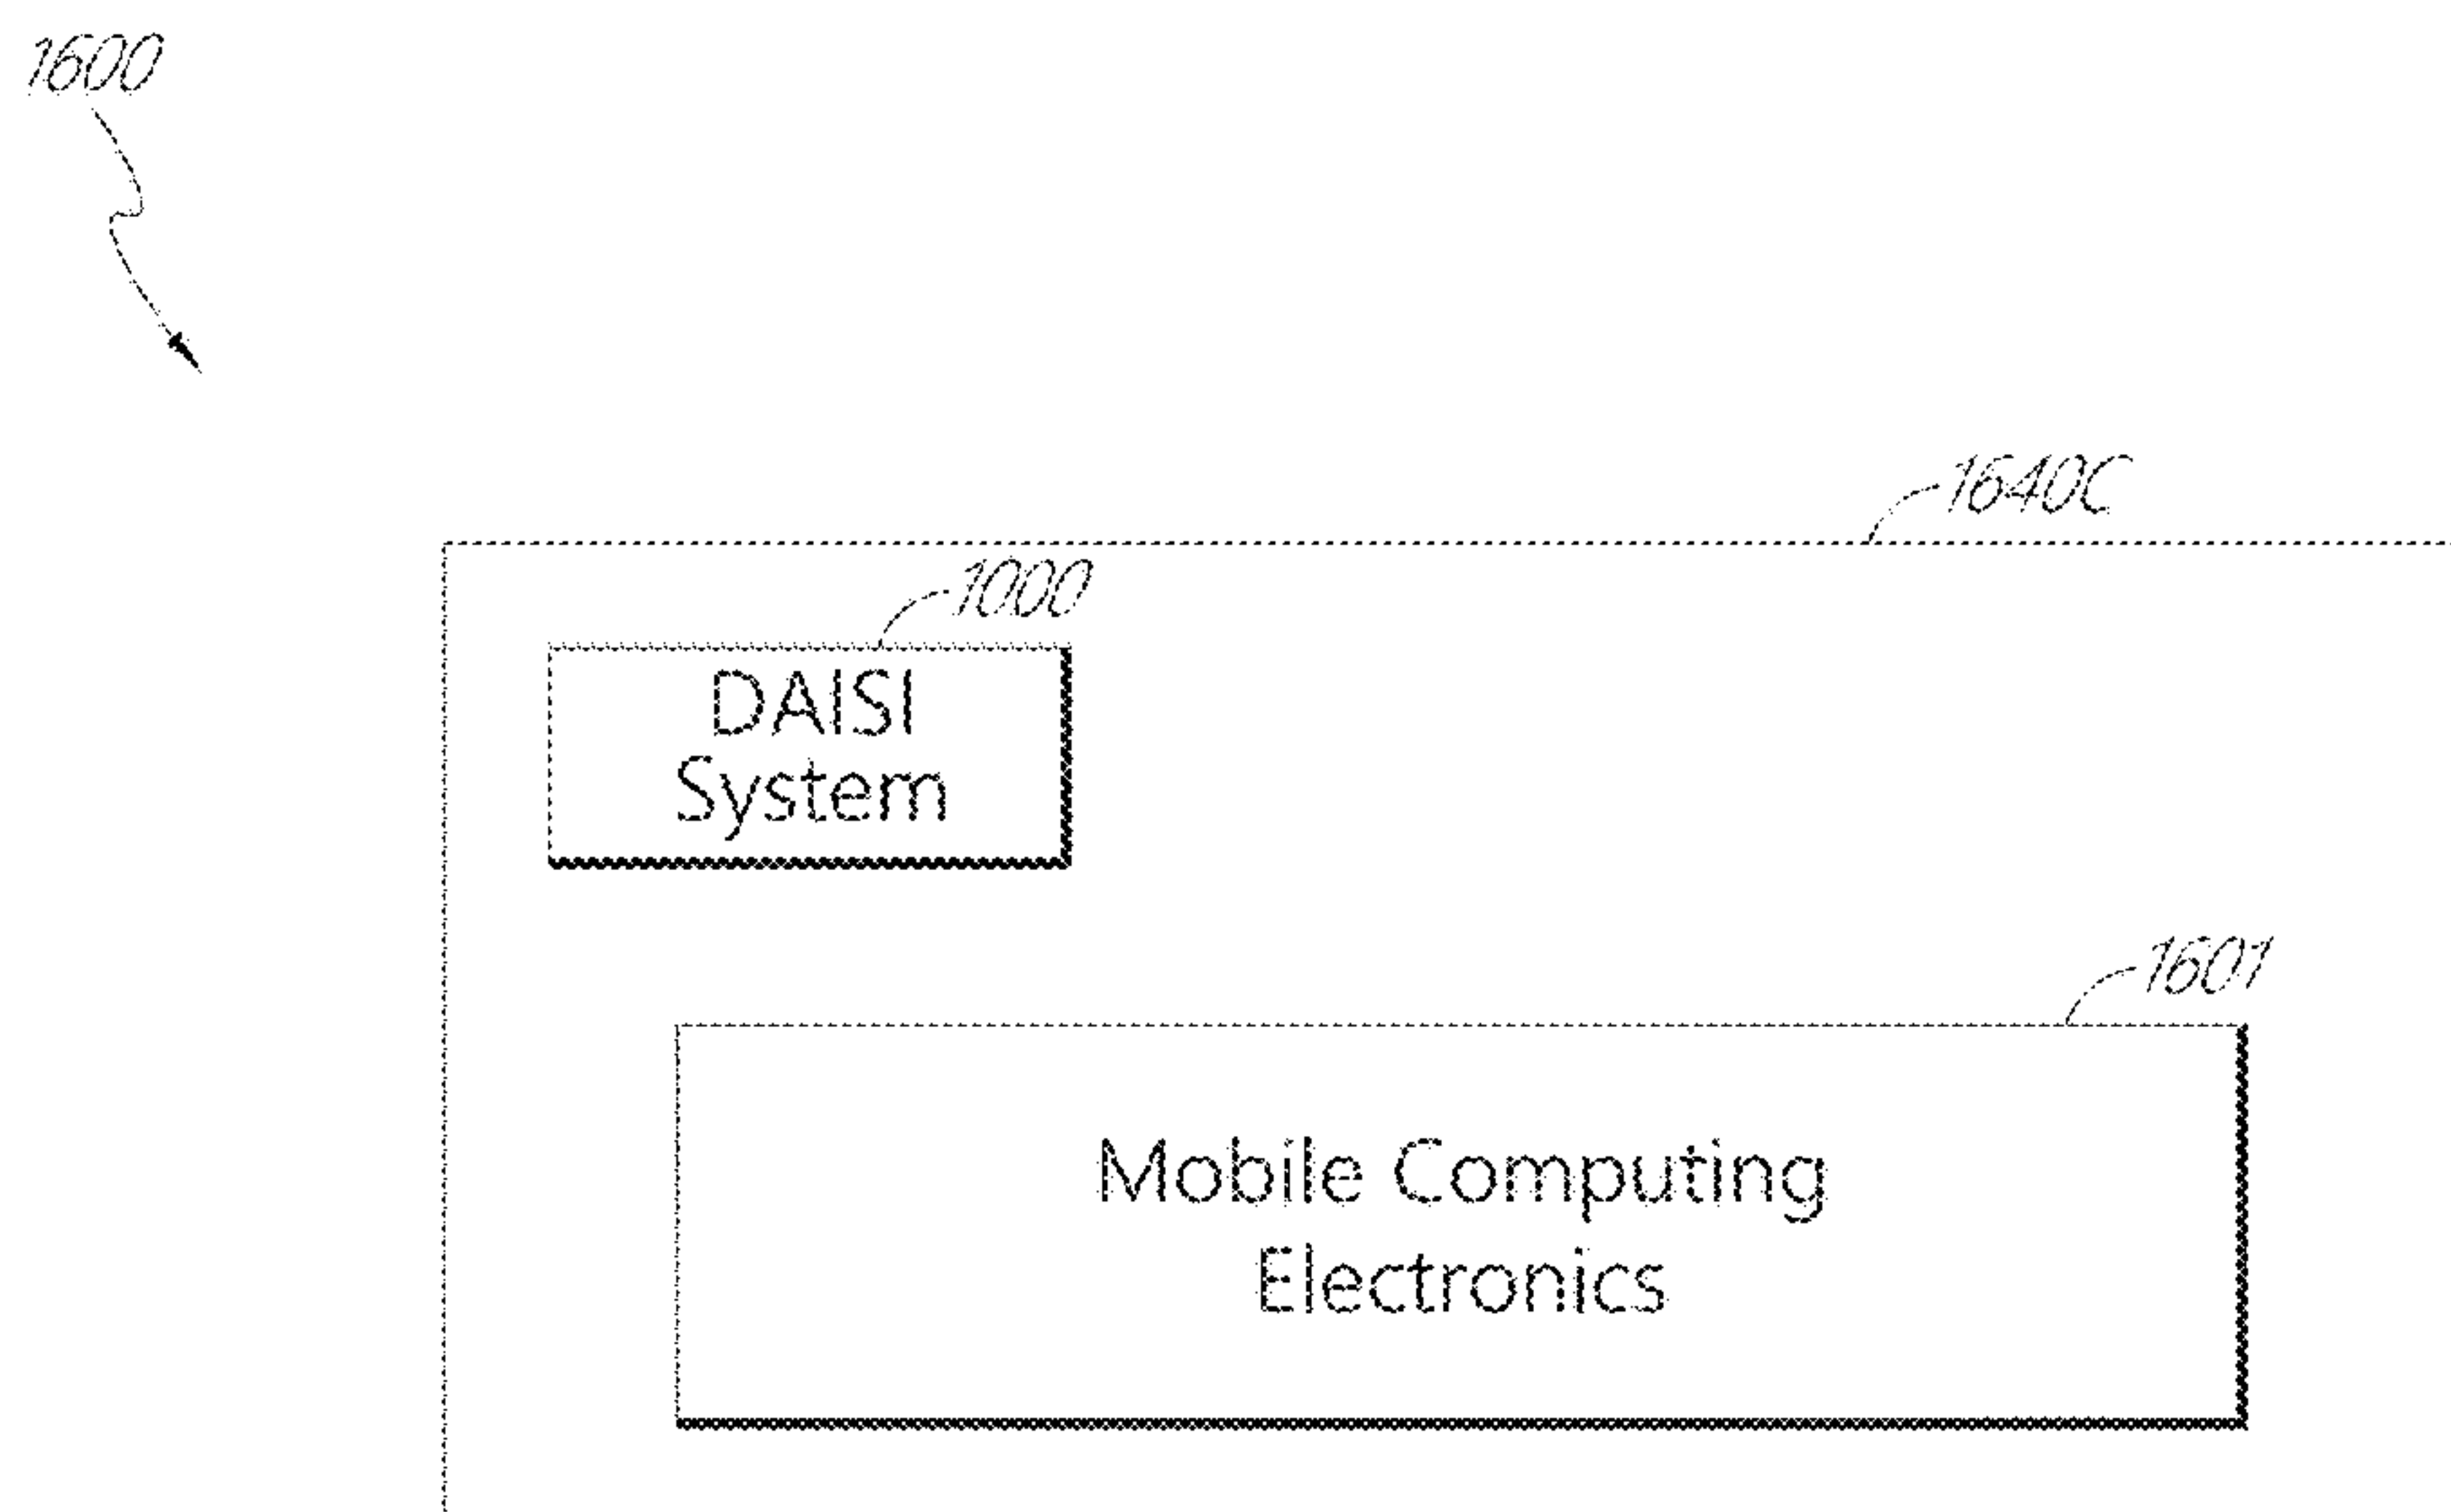 1600
1640C
1000
DAISI
System
1601
Mobile Computing
Electronics